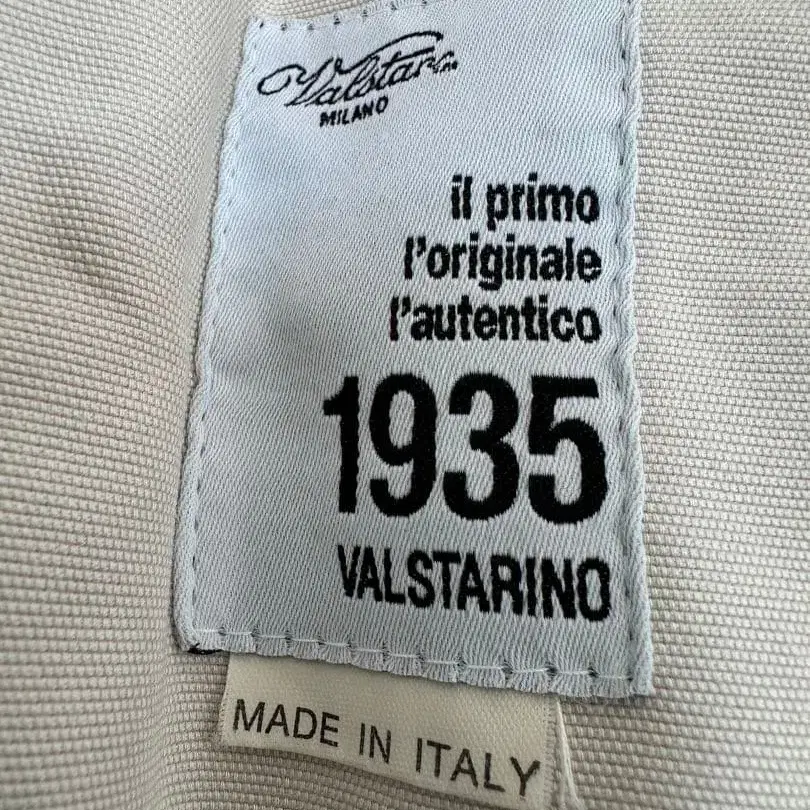 Valstar
MILANO
il primo
l'originale
l'autentico
1935
VALSTARINO
MADE IN ITALY